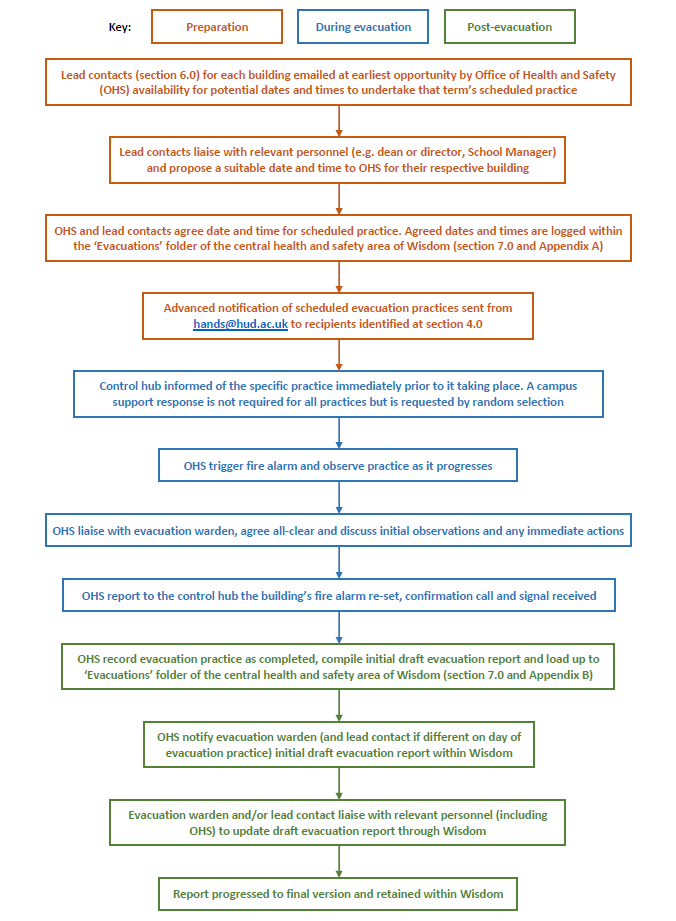 Key:
Preparation
During evacuation
Post-evacuation
Lead contacts (section 6.0) for each building emailed at earliest opportunity by Office of Health and Safety
(OHS) availability for potential dates and times to undertake that term's scheduled practice
Lead contacts liaise with relevant personnel (e.g. dean or director, School Manager)
and propose a suitable date and time to OHS for their respective building
OHS and lead contacts agree date and time for scheduled practice. Agreed dates and times are logged within
the 'Evacuations' folder of the central health and safety area of Wisdom (section 7.0 and Appendix A)
Advanced notification of scheduled evacuation practices sent from
hands@hud.ac.uk to recipients identified at section 4.0
Control hub informed of the specific practice immediately prior to it taking place. A campus
support response is not required for all practices but is requested by random selection
OHS trigger fire alarm and observe practice as it progresses
OHS liaise with evacuation warden, agree all-clear and discuss initial observations and any immediate actions
OHS report to the control hub the building's fire alarm re-set, confirmation call and signal received
OHS record evacuation practice as completed, compile initial draft evacuation report and load up to
'Evacuations' folder of the central health and safety area of Wisdom (section 7.0 and Appendix B)
OHS notify evacuation warden (and lead contact if different on day of
evacuation practice) initial draft evacuation report within Wisdom
Evacuation warden and/or lead contact liaise with relevant personnel (including
OHS) to update draft evacuation report through Wisdom
Report progressed to final version and retained within Wisdom